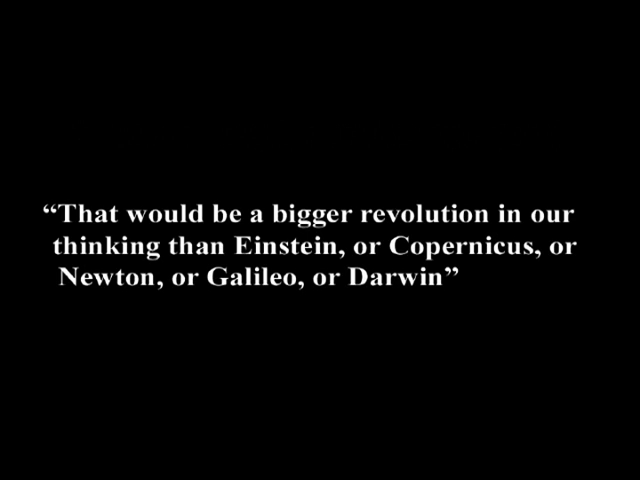 “That would be a bigger revolution in our
thinking than Einstein, or Copernicus, or
Newton, or Galileo, or Darwin”